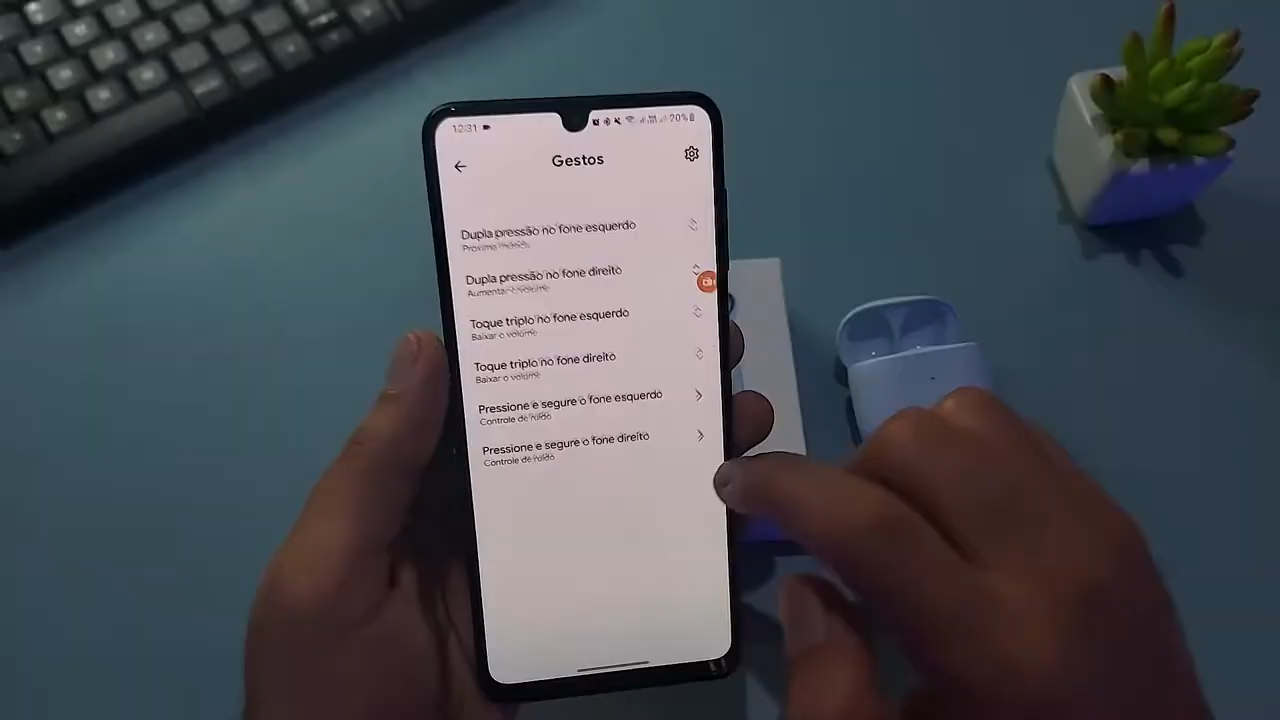 12:31
20%
Gestos
Dupla pressão no fone esquerdo
Dupla pressão no fone direito
Aumentar o volume
Toque triplo no fone esquerdo
Baixar o volume
Toque triplo no fone direito
Baixar o volume
Pressione e segure o fone esquerdo
Controle de ruído
Pressione e segure o fone direito
Controle de ruído